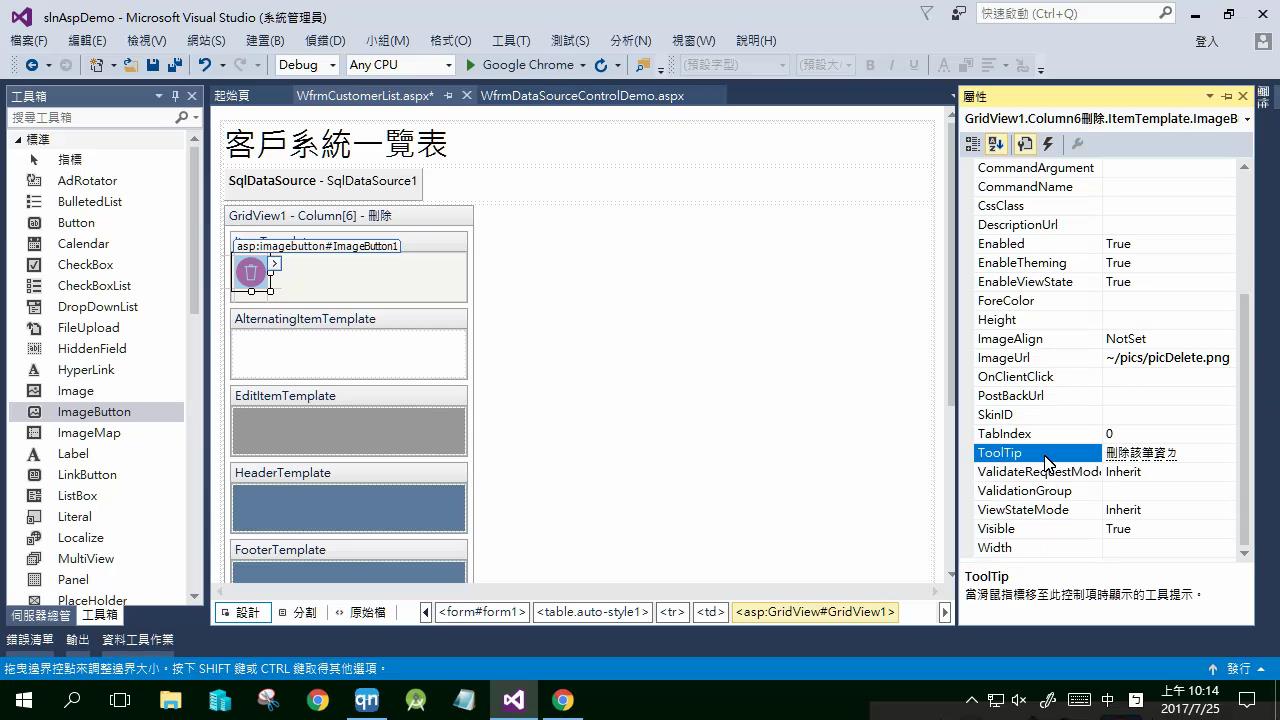 slnAspDemo - Microsoft Visual Studio (系統管理員)
快速啟動 (Ctrl+Q)
檔案(F) 編輯(E) 檢視(V) 網站(S) 建置(B) 偵錯(D) 小組(M) 格式(O) 工具(T) 測試(S) 分析(N) 視窗(W) 說明(H) 登入
Debug Any CPU Google Chrome (預設字型) (預設大 B I U A
工具箱
搜尋工具箱
標準
指標
AdRotator
BulletedList
Button
Calendar
CheckBox
CheckBoxList
DropDownList
FileUpload
HiddenField
HyperLink
Image
ImageButton
ImageMap
Label
LinkButton
ListBox
Literal
Localize
MultiView
Panel
PlaceHolder
伺服器總管 工具箱
起始頁 WfrmCustomerList.aspx* WfrmDataSourceControlDemo.aspx
客戶系統一覽表
SqlDataSource - SqlDataSource1
GridView1 - Column[6] - 刪除
asp:imagebutton#ImageButton1
AlternatingItemTemplate
EditItemTemplate
HeaderTemplate
FooterTemplate
設計 分割 原始檔 <form#form1> <table.auto-style1> <tr> <td> <asp:GridView#GridView1>
屬性
GridView1.Column6刪除.ItemTemplate.ImageB
CommandArgument
CommandName
CssClass
DescriptionUrl
Enabled True
EnableTheming True
EnableViewState True
ForeColor
Height
ImageAlign NotSet
ImageUrl ~/pics/picDelete.png
OnClientClick
PostBackUrl
SkinID
TabIndex 0
ToolTip 刪除該筆資ㄌ
ValidateRequestMode Inherit
ValidationGroup
ViewStateMode Inherit
Visible True
Width
ToolTip
當滑鼠指標移至此控制項時顯示的工具提示。
錯誤清單 輸出 資料工具作業
拖曳邊界控點來調整邊界大小。按下 SHIFT 鍵或 CTRL 鍵取得其他選項。 發行
qn 中 上午 10:14
2017/7/25